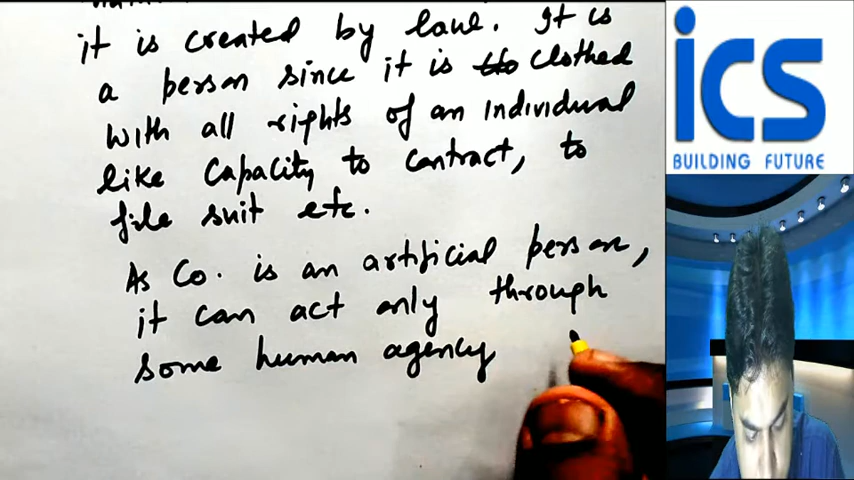 it is created by law. It is
a person since it is clothed
with all rights of an individual
like Capacity to contract, to
file suit etc.
As Co. is an artificial person,
it can act only through
some human agency
ics
BUILDING FUTURE